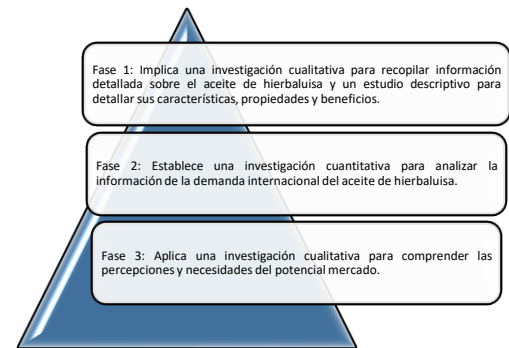 Fase 1: Implica una investigación cualitativa para recopilar información
detallada sobre el aceite de hierbaluisa y un estudio descriptivo para
detallar sus características, propiedades y beneficios.
Fase 2: Establece una investigación cuantitativa para analizar la
información de la demanda internacional del aceite de hierbaluisa.
Fase 3: Aplica una investigación cualitativa para comprender las
percepciones y necesidades del potencial mercado.